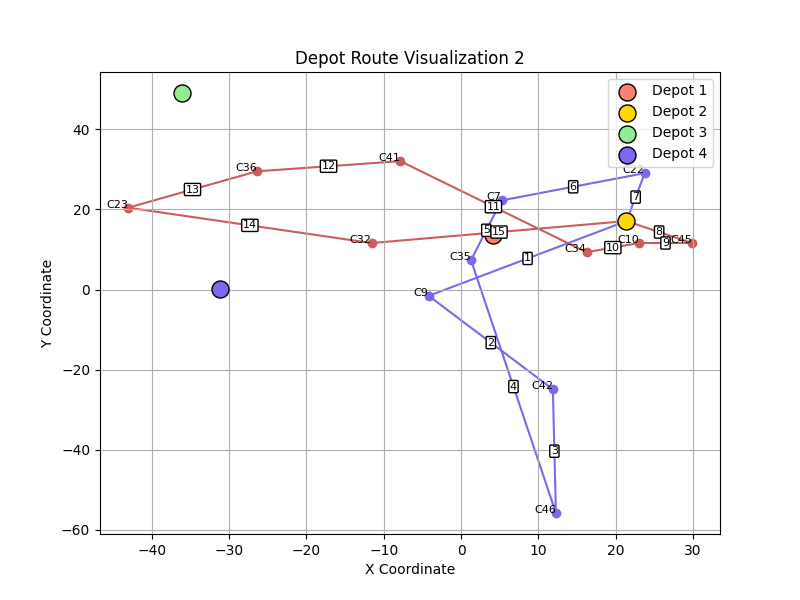 Depot Route Visualization 2
Depot 1
Depot 2
Depot 3
Depot 4
C41
C36
C23
C32
C7
C22
C35
C9
C34
C10
C45
C42
C46
1
2
3
4
5
6
7
8
9
10
11
12
13
14
15
40
20
0
−20
−40
−60
Y Coordinate
−40
−30
−20
−10
0
10
20
30
X Coordinate